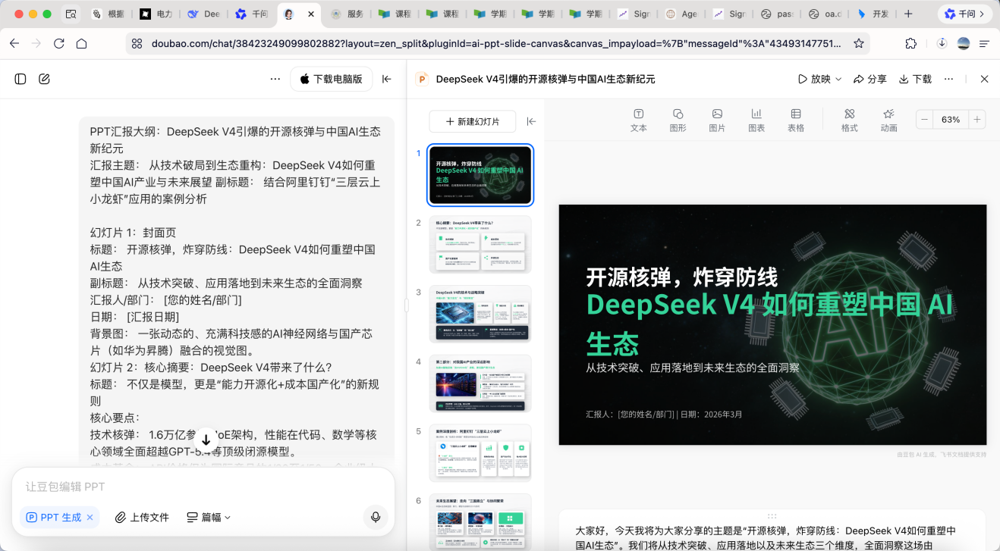 根据
电力
Dee
千问
服务
课程
课程
学期
学期
学期
Sig
Age
Sig
pas
oa.d
开发
千问
doubao.com/chat/38423249099802882?layout=zen_split&pluginId=ai-ppt-slide-canvas&canvas_impayload=%7B"messageId"%3A"43493147751...
下载电脑版
DeepSeek V4引爆的开源核弹与中国AI生态新纪元
放映
分享
下载
PPT汇报大纲：DeepSeek V4引爆的开源核弹与中国AI生态
新纪元
汇报主题： 从技术破局到生态重构：DeepSeek V4如何重
塑中国AI产业与未来展望 副标题： 结合阿里钉钉“三层云上
小龙虾”应用的案例分析
幻灯片 1：封面页
标题： 开源核弹，炸穿防线：DeepSeek V4如何重塑中国
AI生态
副标题： 从技术突破、应用落地到未来生态的全面洞察
汇报人/部门： [您的姓名/部门]
日期： [汇报日期]
背景图： 一张动态的、充满科技感的AI神经网络与国产芯
片（如华为昇腾）融合的视觉图。
幻灯片 2：核心摘要：DeepSeek V4带来了什么？
标题： 不仅是模型，更是“能力开源化+成本国产化”的新规
则
核心要点：
技术核弹： 1.6万亿参 oE架构，性能在代码、数学等核
心领域全面超越GPT-5.4等顶级闭源模型。
让豆包编辑 PPT
PPT 生成
上传文件
篇幅
新建幻灯片
文本
图形
图片
图表
表格
格式
动画
63%
1
开源核弹，炸穿防线
DeepSeek V4 如何重塑中国 AI
生态
从技术突破、应用落地到未来生态的全面洞察
2
核心摘要：DeepSeek V4带来了什么？
3
DeepSeek V4的技术与战略突破
4
第二部分：对我国AI产业的深远影响
5
案例深度剖析：阿里钉钉“三层云上小龙虾”
6
未来生态展望：走向“三国鼎立”与协同繁荣
开源核弹，炸穿防线
DeepSeek V4 如何重塑中国 AI
生态
从技术突破、应用落地到未来生态的全面洞察
汇报人：[您的姓名/部门] | 日期：2026年3月
由豆包 AI 生成，飞书文档提供支持
大家好，今天我将为大家分享的主题是“开源核弹，炸穿防线：DeepSeek V4如何重塑中
国AI生态”。我们将从技术突破、应用落地以及未来生态三个维度，全面洞察这场由